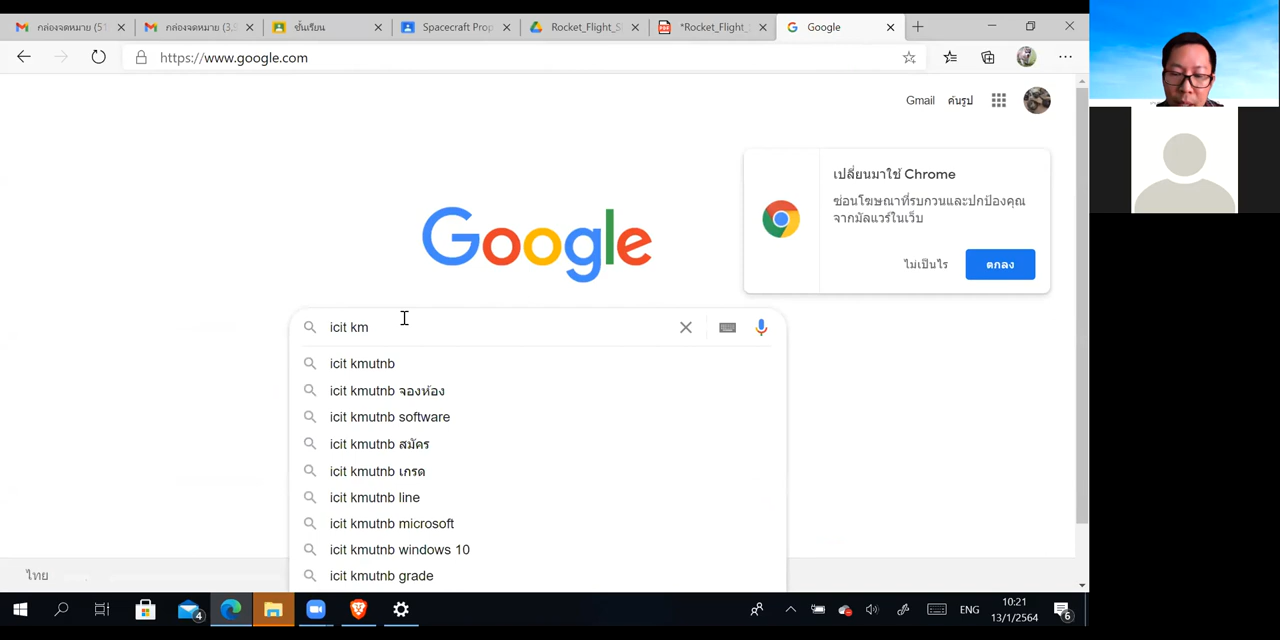 กล่องจดหมาย (51
กล่องจดหมาย (3,5
ชั้นเรียน
Spacecraft Prop
Rocket_Flight_S
*Rocket_Flight_
Google
https://www.google.com
Gmail
ค้นรูป
เปลี่ยนมาใช้ Chrome
ซ่อนโฆษณาที่รบกวนและปกป้องคุณ
จากมัลแวร์ในเว็บ
ไม่เป็นไร
ตกลง
Google
icit km
icit kmutnb
icit kmutnb จองห้อง
icit kmutnb software
icit kmutnb สมัคร
icit kmutnb เกรด
icit kmutnb line
icit kmutnb microsoft
icit kmutnb windows 10
icit kmutnb grade
ไทย
4
ENG
10:21
13/1/2564
6